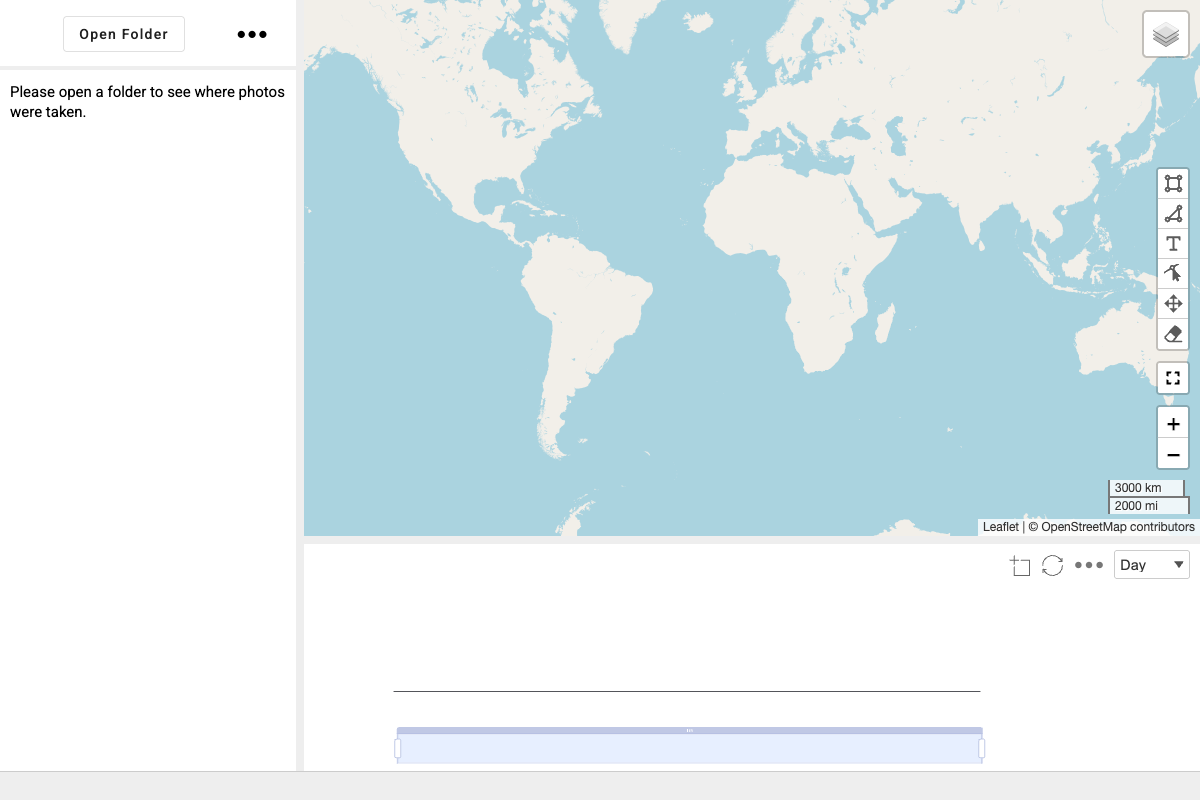 Open Folder
Please open a folder to see where photos
were taken.
T
+
−
3000 km
2000 mi
Leaflet | © OpenStreetMap contributors
Day